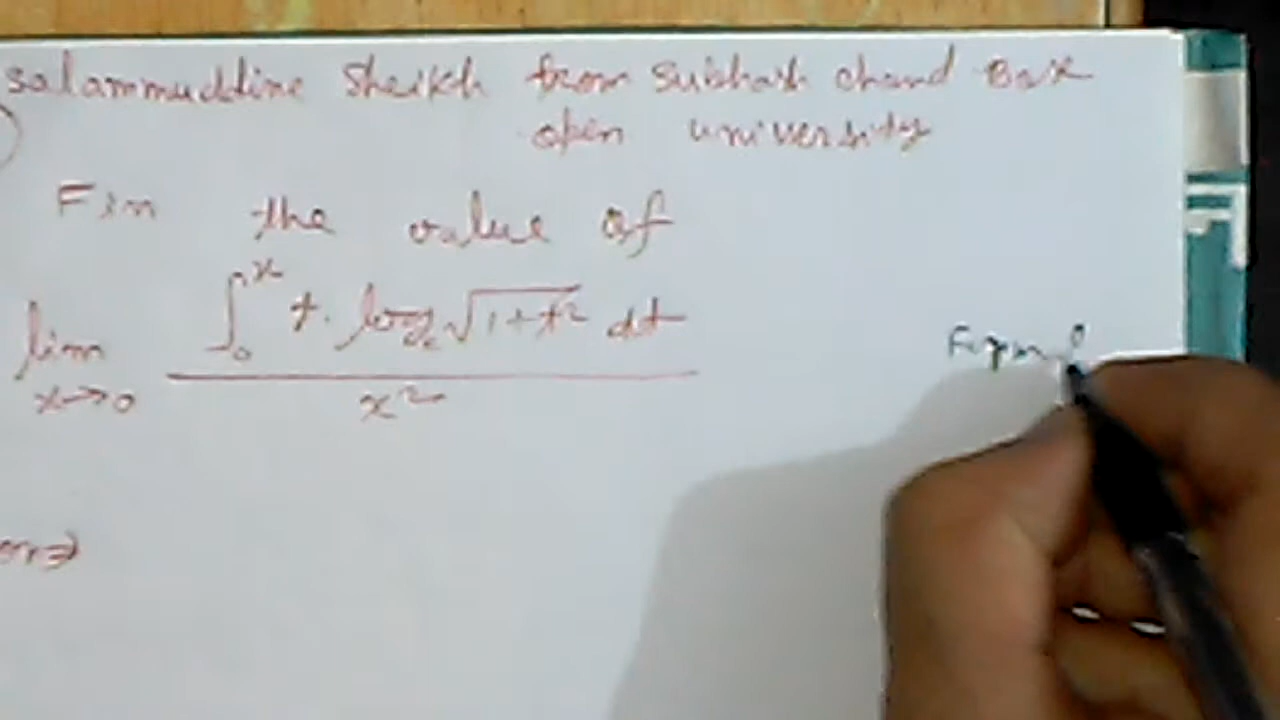 salammuddine Sheikh from Subhash chand Bose
open university
Fin the value of
∫₀ˣ t. logₑ √1+t² dt
lim
x→0
x²